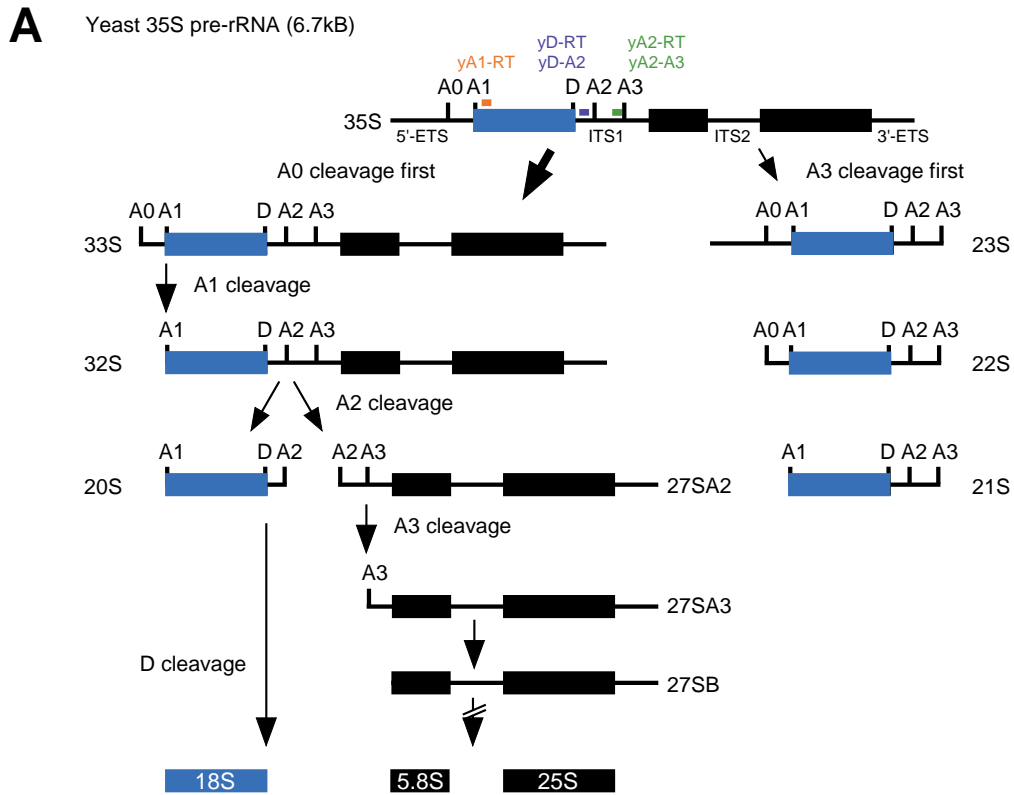 A
Yeast 35S pre-rRNA (6.7kB)
yD-RT yA2-RT
yA1-RT yD-A2 yA2-A3
A0 A1 D A2 A3
35S
5'-ETS ITS1 ITS2 3'-ETS
A0 cleavage first A3 cleavage first
A0 A1 D A2 A3 A0 A1 D A2 A3
33S 23S
A1 cleavage
A1 D A2 A3 A0 A1 D A2 A3
32S 22S
A2 cleavage
A1 D A2 A2 A3 A1 D A2 A3
20S 27SA2 21S
A3 cleavage
A3
27SA3
D cleavage
27SB
18S 5.8S 25S